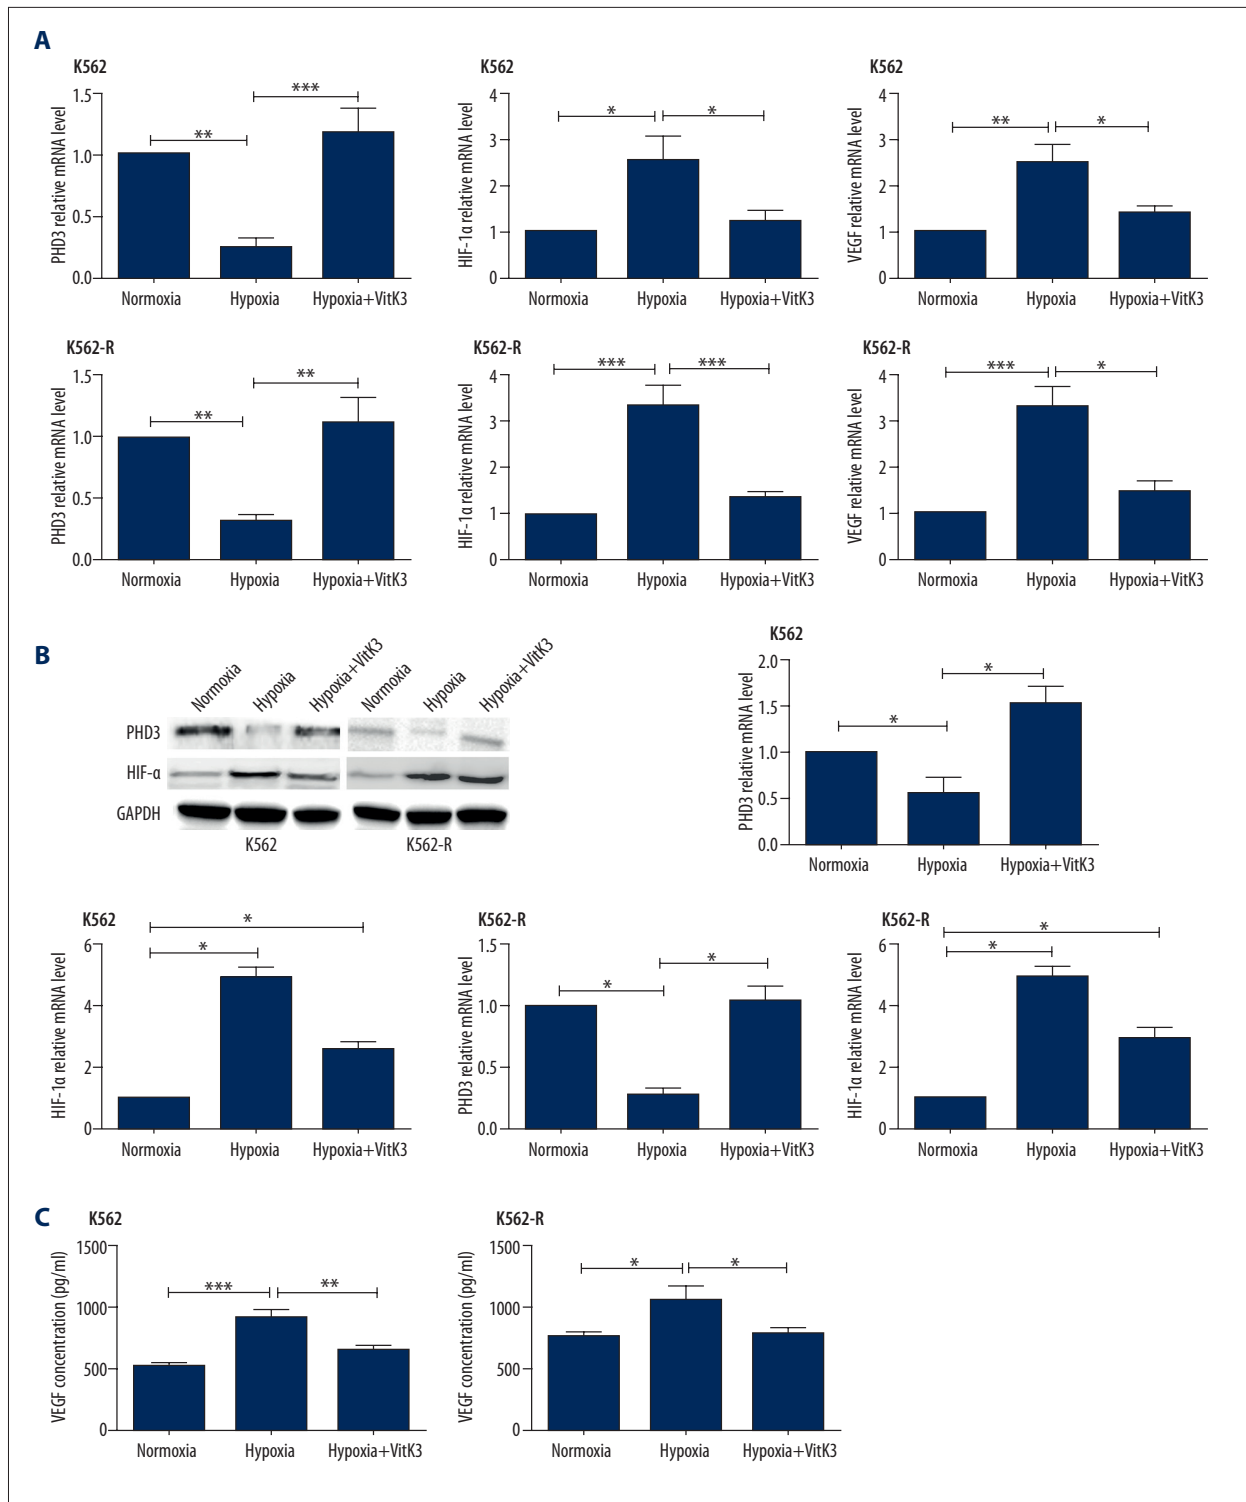 A
K562
PHD3 relative mRNA level
1.5
1.0
0.5
0.0
**
***
Normoxia
Hypoxia
Hypoxia+VitK3
K562
HIF-1α relative mRNA level
4
3
2
1
0
*
*
Normoxia
Hypoxia
Hypoxia+VitK3
K562
VEGF relative mRNA level
4
3
2
1
0
**
*
Normoxia
Hypoxia
Hypoxia+VitK3
K562-R
PHD3 relative mRNA level
1.5
1.0
0.5
0.0
**
**
Normoxia
Hypoxia
Hypoxia+VitK3
K562-R
HIF-1α relative mRNA level
4
3
2
1
0
***
***
Normoxia
Hypoxia
Hypoxia+VitK3
K562-R
VEGF relative mRNA level
4
3
2
1
0
***
*
Normoxia
Hypoxia
Hypoxia+VitK3
B
Normoxia
Hypoxia
Hypoxia+VitK3
Normoxia
Hypoxia
Hypoxia+VitK3
PHD3
HIF-α
GAPDH
K562
K562-R
K562
PHD3 relative mRNA level
2.0
1.5
1.0
0.5
0.0
*
*
Normoxia
Hypoxia
Hypoxia+VitK3
K562
HIF-1α relative mRNA level
6
4
2
0
*
*
Normoxia
Hypoxia
Hypoxia+VitK3
K562-R
PHD3 relative mRNA level
1.5
1.0
0.5
0.0
*
*
Normoxia
Hypoxia
Hypoxia+VitK3
K562-R
HIF-1α relative mRNA level
6
4
2
0
*
*
Normoxia
Hypoxia
Hypoxia+VitK3
C
K562
VEGF concentration (pg/ml)
1500
1000
500
0
***
**
Normoxia
Hypoxia
Hypoxia+VitK3
K562-R
VEGF concentration (pg/ml)
1500
1000
500
0
*
*
Normoxia
Hypoxia
Hypoxia+VitK3